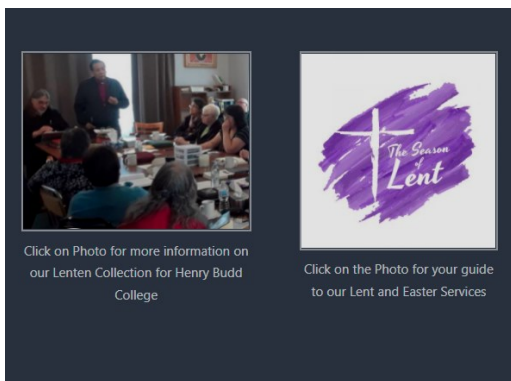 Click on Photo for more information on
our Lenten Collection for Henry Budd
College
The Season
of
Lent
Click on the Photo for your guide
to our Lent and Easter Services